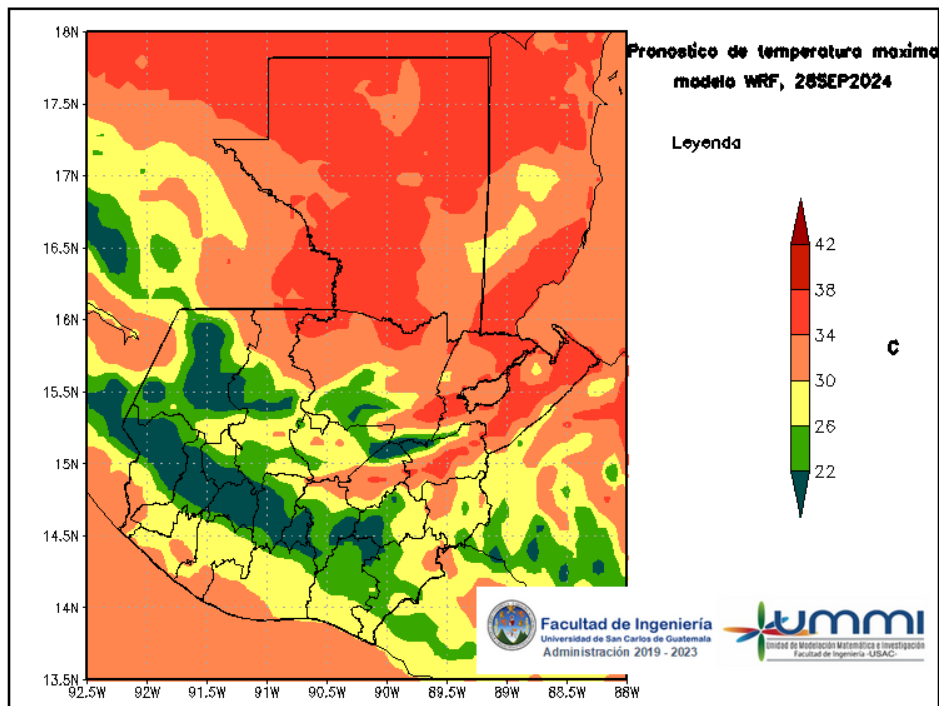 Pronostico de temperatura maxima
modelo WRF, 28SEP2024
Leyenda
42
38
34
30
26
22
C
18N
17.5N
17N
16.5N
16N
15.5N
15N
14.5N
14N
13.5N
92.5W 92W 91.5W 91W 90.5W 90W 89.5W 89W 88.5W 88W
Facultad de Ingeniería
Universidad de San Carlos de Guatemala
Administración 2019 - 2023
ummi
Unidad de Modelación Matemática e Investigación
Facultad de Ingeniería -USAC-